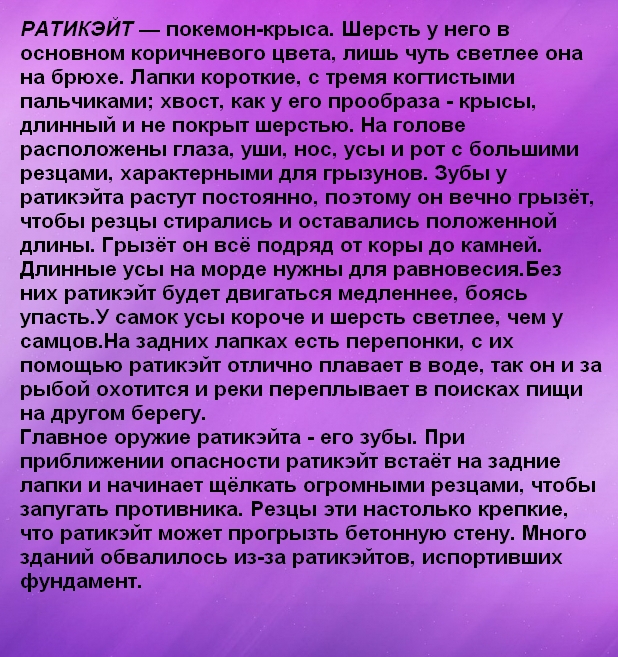 РАТИКЭЙТ — покемон-крыса. Шерсть у него в
основном коричневого цвета, лишь чуть светлее она
на брюхе. Лапки короткие, с тремя когтистыми
пальчиками; хвост, как у его прообраза - крысы,
длинный и не покрыт шерстью. На голове
расположены глаза, уши, нос, усы и рот с большими
резцами, характерными для грызунов. Зубы у
ратикэйта растут постоянно, поэтому он вечно грызёт,
чтобы резцы стирались и оставались положенной
длины. Грызёт он всё подряд от коры до камней.
Длинные усы на морде нужны для равновесия.Без
них ратикэйт будет двигаться медленнее, боясь
упасть.У самок усы короче и шерсть светлее, чем у
самцов.На задних лапках есть перепонки, с их
помощью ратикэйт отлично плавает в воде, так он и за
рыбой охотится и реки переплывает в поисках пищи
на другом берегу.
Главное оружие ратикэйта - его зубы. При
приближении опасности ратикэйт встаёт на задние
лапки и начинает щёлкать огромными резцами, чтобы
запугать противника. Резцы эти настолько крепкие,
что ратикэйт может прогрызть бетонную стену. Много
зданий обвалилось из-за ратикэйтов, испортивших
фундамент.